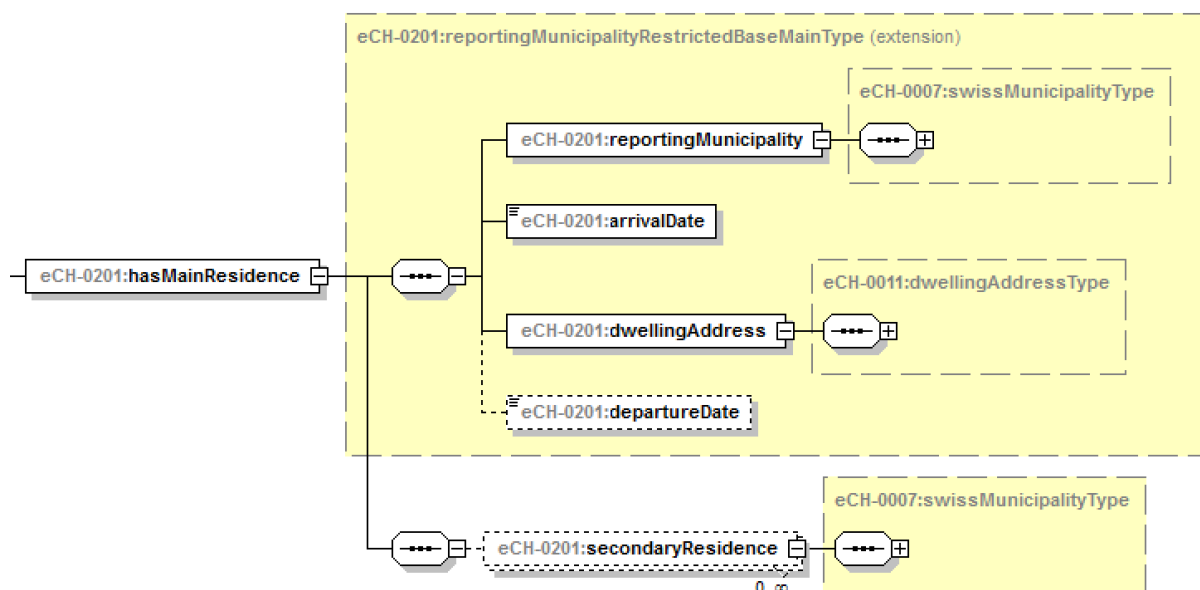 eCH-0201:reportingMunicipalityRestrictedBaseMainType (extension)
eCH-0007:swissMunicipalityType
eCH-0201:reportingMunicipality
eCH-0201:arrivalDate
eCH-0201:hasMainResidence
eCH-0011:dwellingAddressType
eCH-0201:dwellingAddress
eCH-0201:departureDate
eCH-0007:swissMunicipalityType
eCH-0201:secondaryResidence